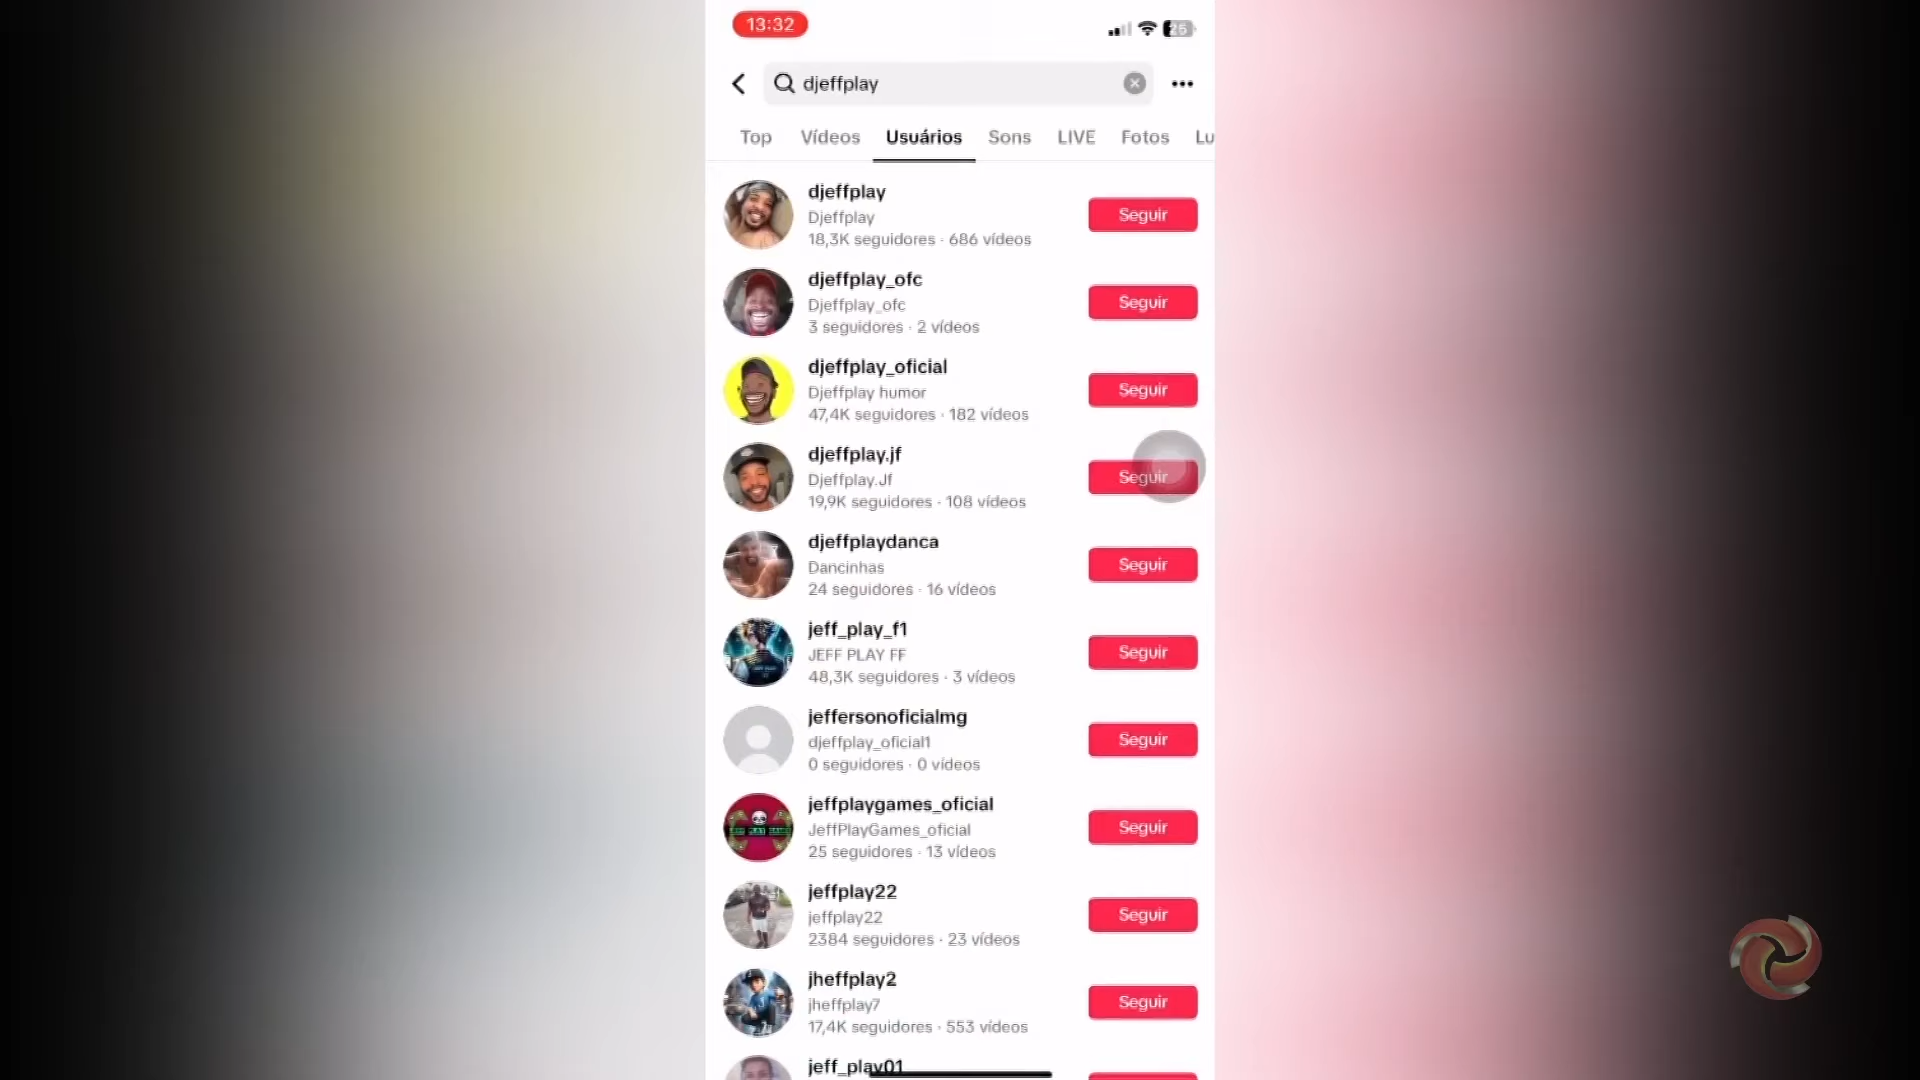 13:32
26
djeffplay
Top Vídeos Usuários Sons LIVE Fotos Lu
djeffplay
Djeffplay
18,3K seguidores · 686 vídeos
Seguir
djeffplay_ofc
Djeffplay_ofc
3 seguidores · 2 vídeos
Seguir
djeffplay_oficial
Djeffplay humor
47,4K seguidores · 182 vídeos
Seguir
djeffplay.jf
Djeffplay.Jf
19,9K seguidores · 108 vídeos
Seguir
djeffplaydanca
Dancinhas
24 seguidores · 16 vídeos
Seguir
jeff_play_f1
JEFF PLAY FF
48,3K seguidores · 3 vídeos
Seguir
jeffersonoficialmg
djeffplay_oficial1
0 seguidores · 0 vídeos
Seguir
jeffplaygames_oficial
JeffPlayGames_oficial
25 seguidores · 13 vídeos
Seguir
jeffplay22
jeffplay22
2384 seguidores · 23 vídeos
Seguir
jheffplay2
jheffplay7
17,4K seguidores · 553 vídeos
Seguir
jeff_play01